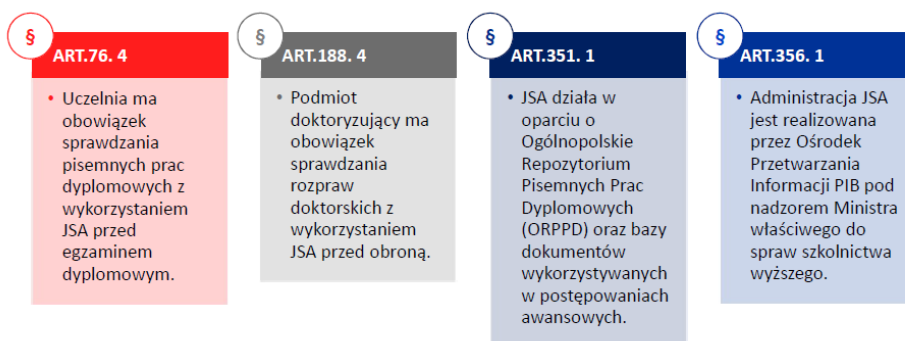 §
ART.76. 4
• Uczelnia ma
obowiązek
sprawdzania
pisemnych prac
dyplomowych z
wykorzystaniem
JSA przed
egzaminem
dyplomowym.
§
ART.188. 4
• Podmiot
doktoryzujący ma
obowiązek
sprawdzania
rozpraw
doktorskich z
wykorzystaniem
JSA przed obroną.
§
ART.351. 1
• JSA działa w
oparciu o
Ogólnopolskie
Repozytorium
Pisemnych Prac
Dyplomowych
(ORPPD) oraz bazy
dokumentów
wykorzystywanych
w postępowaniach
awansowych.
§
ART.356. 1
• Administracja JSA
jest realizowana
przez Ośrodek
Przetwarzania
Informacji PIB pod
nadzorem Ministra
właściwego do
spraw szkolnictwa
wyższego.